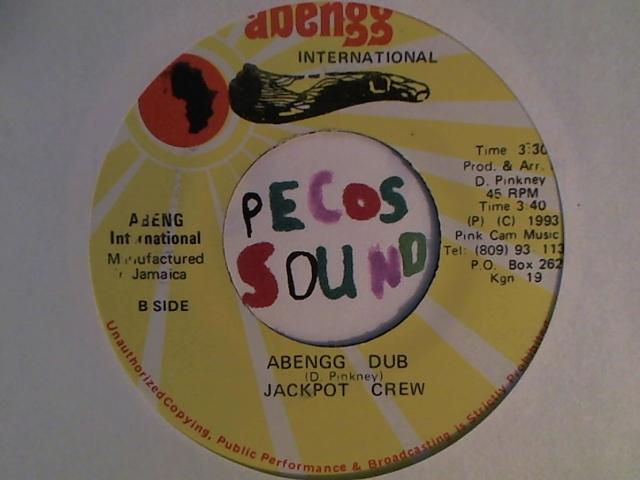 abengg
INTERNATIONAL
Time 3:30
Prod. & Arr.
D. Pinkney
45 RPM
Time 3:40
(P) (C) 1993
Pink Cam Music
Tel: (809) 93 113
P.O. Box 262
Kgn 19
ABENG
International
Manufactured
Jamaica
B SIDE
PECOS
SOUND
ABENGG DUB
(D. Pinkney)
JACKPOT CREW
Unauthorized Copying, Public Performance & Broadcasting is Strictly Prohibited